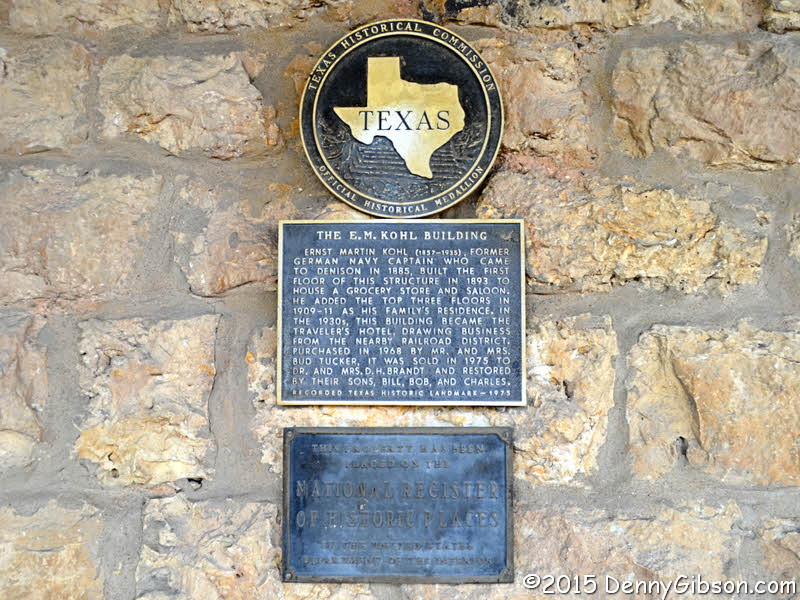 TEXAS HISTORICAL COMMISSION
TEXAS
OFFICIAL HISTORICAL MEDALLION
THE E.M. KOHL BUILDING
ERNST MARTIN KOHL (1857-1935), FORMER
GERMAN NAVY CAPTAIN WHO CAME
TO DENISON IN 1885, BUILT THE FIRST
FLOOR OF THIS STRUCTURE IN 1893 TO
HOUSE A GROCERY STORE AND SALOON.
HE ADDED THE TOP THREE FLOORS IN
1909-11 AS HIS FAMILY'S RESIDENCE. IN
THE 1930s, THIS BUILDING BECAME THE
TRAVELER'S HOTEL, DRAWING BUSINESS
FROM THE NEARBY RAILROAD DISTRICT.
PURCHASED IN 1968 BY MR. AND MRS.
BUD TUCKER, IT WAS SOLD IN 1975 TO
DR. AND MRS. D.H. BRANDT AND RESTORED
BY THEIR SONS, BILL, BOB, AND CHARLES.
RECORDED TEXAS HISTORIC LANDMARK - 1975
THIS PROPERTY HAS BEEN
PLACED ON THE
NATIONAL REGISTER
OF HISTORIC PLACES
BY THE UNITED STATES
DEPARTMENT OF THE INTERIOR
©2015 DennyGibson.com